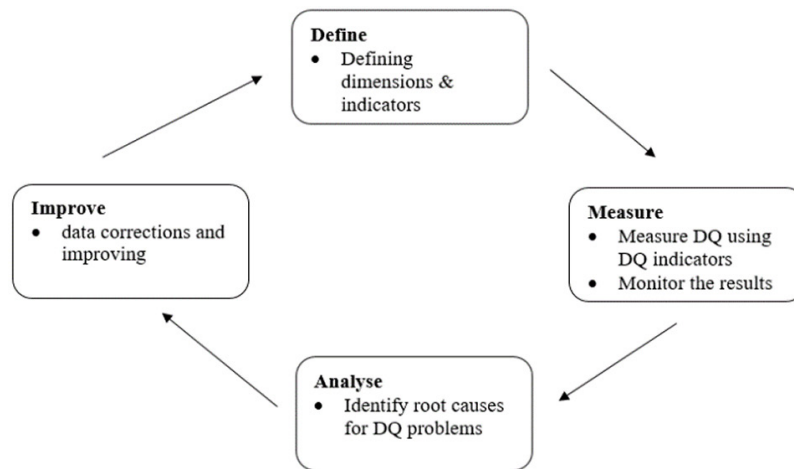 Define
• Defining
dimensions &
indicators
Measure
• Measure DQ using
DQ indicators
• Monitor the results
Analyse
• Identify root causes
for DQ problems
Improve
• data corrections and
improving